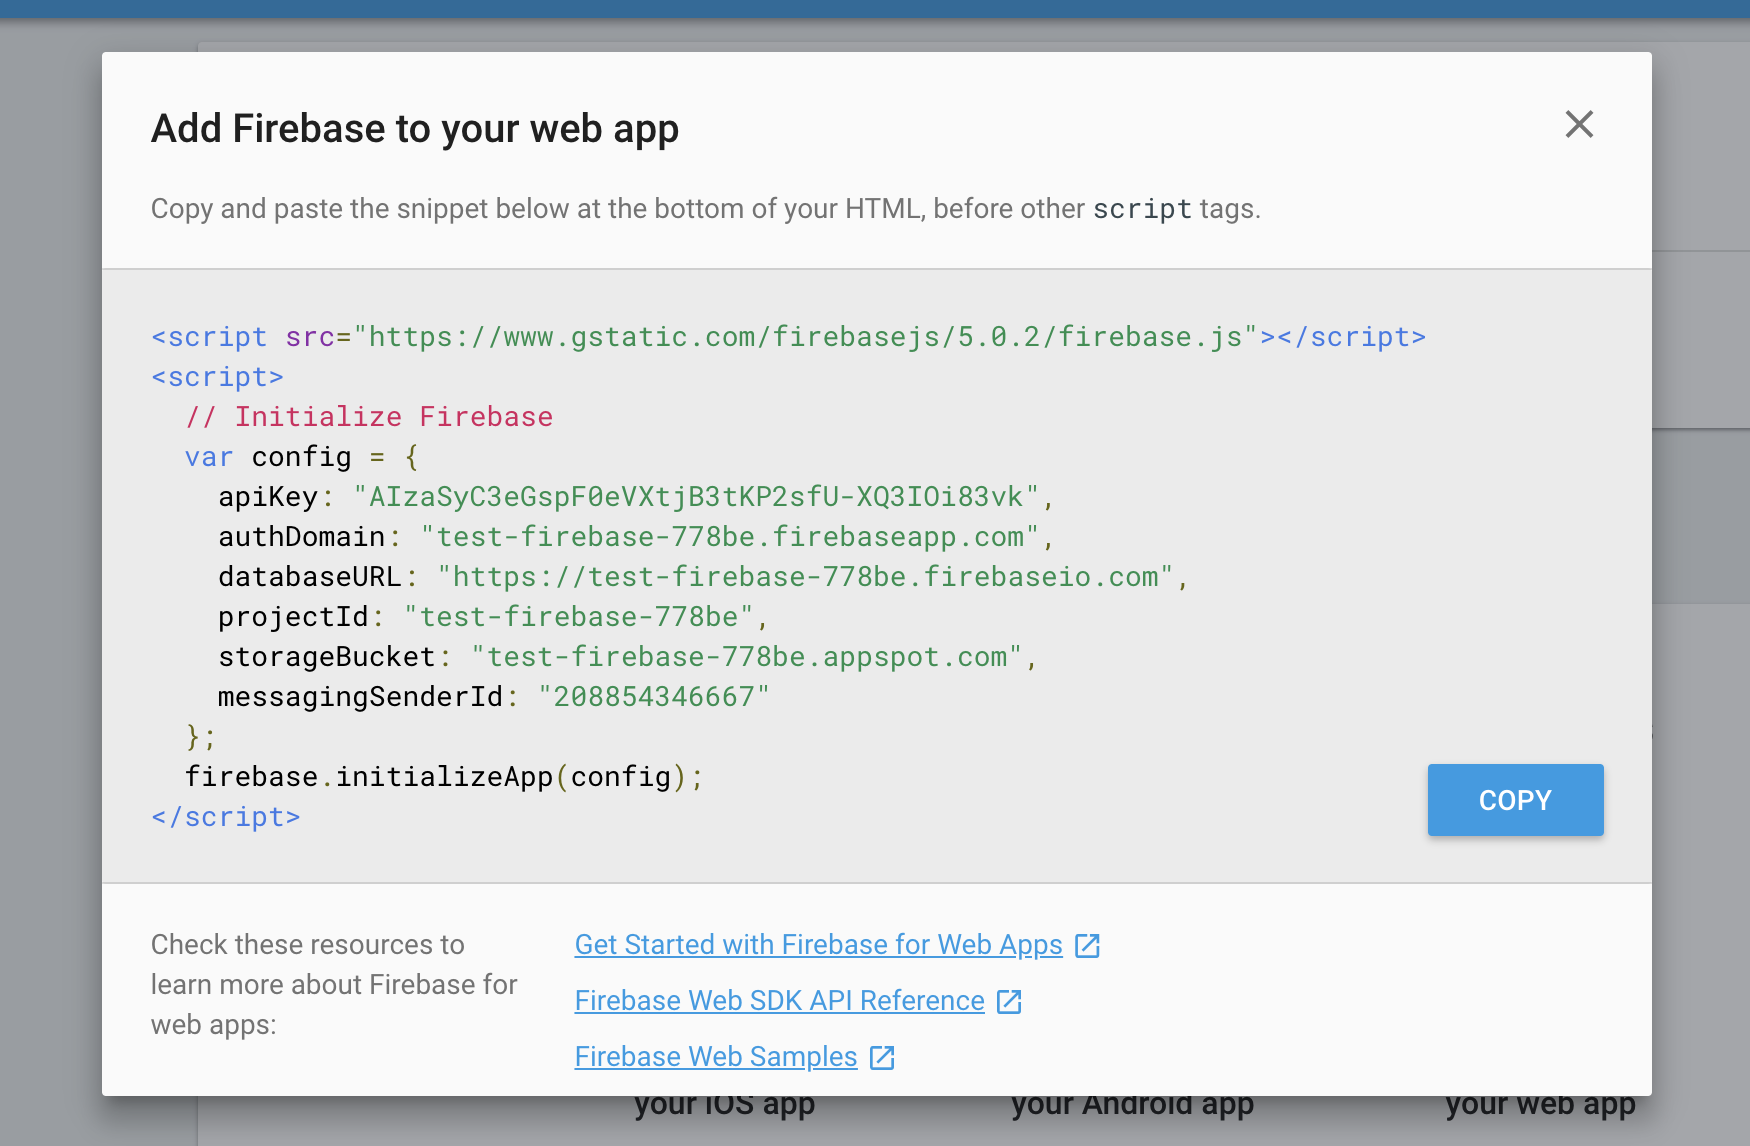 Add Firebase to your web app
Copy and paste the snippet below at the bottom of your HTML, before other script tags.
<script src="https://www.gstatic.com/firebasejs/5.0.2/firebase.js"></script>
<script>
  // Initialize Firebase
  var config = {
    apiKey: "AIzaSyC3eGspF0eVXtjB3tKP2sfU-XQ3IOi83vk",
    authDomain: "test-firebase-778be.firebaseapp.com",
    databaseURL: "https://test-firebase-778be.firebaseio.com",
    projectId: "test-firebase-778be",
    storageBucket: "test-firebase-778be.appspot.com",
    messagingSenderId: "208854346667"
  };
  firebase.initializeApp(config);
</script>
COPY
Check these resources to
learn more about Firebase for
web apps:
Get Started with Firebase for Web Apps
Firebase Web SDK API Reference
Firebase Web Samples
your iOS app
your Android app
your web app